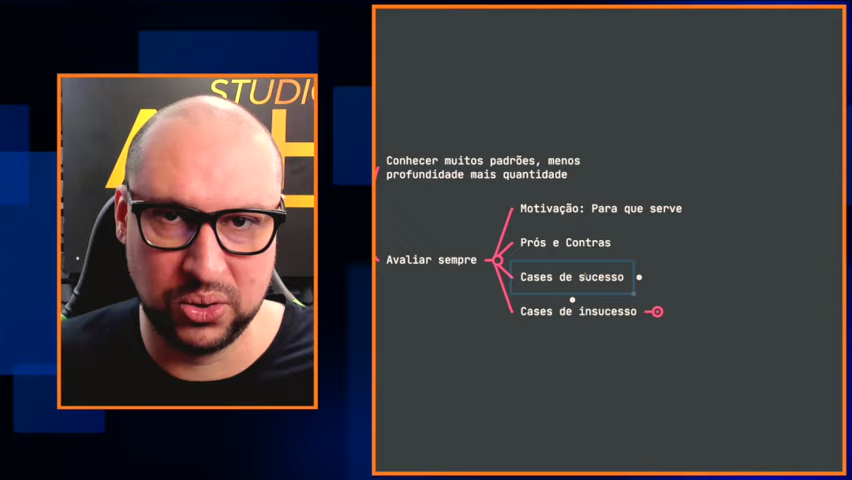 STUDIO
Conhecer muitos padrões, menos
profundidade mais quantidade
Avaliar sempre
Motivação: Para que serve
Prós e Contras
Cases de sucesso
Cases de insucesso